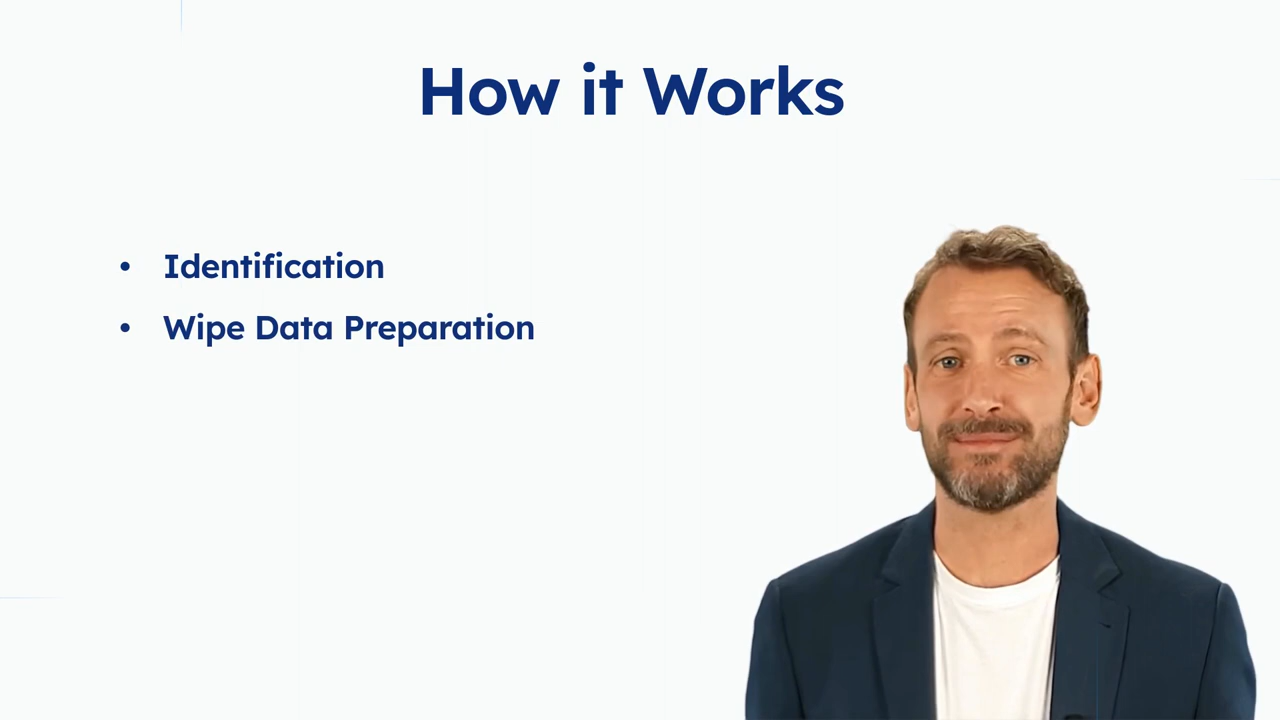 How it Works
• Identification
• Wipe Data Preparation